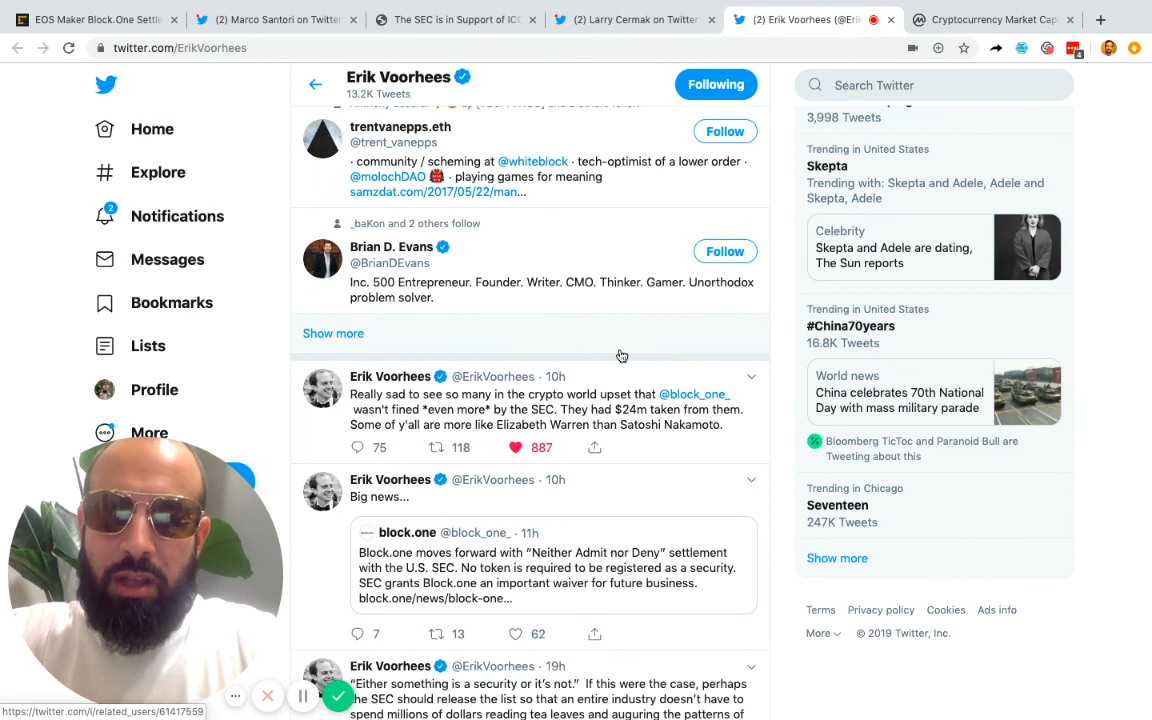 EOS Maker Block.One Settle
(2) Marco Santori on Twitter
The SEC is in Support of ICO
(2) Larry Cermak on Twitter
(2) Erik Voorhees (@Erik
Cryptocurrency Market Capi
twitter.com/ErikVoorhees
4
Home
Explore
2
Notifications
Messages
Bookmarks
Lists
Profile
More
Erik Voorhees
13.2K Tweets
Following
trentvanepps.eth
@trent_vanepps
Follow
· community / scheming at @whiteblock · tech-optimist of a lower order ·
@molochDAO · playing games for meaning
samzdat.com/2017/05/22/man...
_baKon and 2 others follow
Brian D. Evans
@BrianDEvans
Follow
Inc. 500 Entrepreneur. Founder. Writer. CMO. Thinker. Gamer. Unorthodox
problem solver.
Show more
Erik Voorhees @ErikVoorhees · 10h
Really sad to see so many in the crypto world upset that @block_one_
wasn't fined *even more* by the SEC. They had $24m taken from them.
Some of y'all are more like Elizabeth Warren than Satoshi Nakamoto.
75 118 887
Erik Voorhees @ErikVoorhees · 10h
Big news...
block.one @block_one_ · 11h
Block.one moves forward with “Neither Admit nor Deny” settlement
with the U.S. SEC. No token is required to be registered as a security.
SEC grants Block.one an important waiver for future business.
block.one/news/block-one...
7 13 62
Erik Voorhees @ErikVoorhees · 19h
“Either something is a security or it's not.” If this were the case, perhaps
the SEC should release the list so that an entire industry doesn't have to
spend millions of dollars reading tea leaves and auguring the patterns of
Search Twitter
3,998 Tweets
Trending in United States
Skepta
Trending with: Skepta and Adele, Adele and
Skepta, Adele
Celebrity
Skepta and Adele are dating,
The Sun reports
Trending in United States
#China70years
16.8K Tweets
World news
China celebrates 70th National
Day with mass military parade
Bloomberg TicToc and Paranoid Bull are
Tweeting about this
Trending in Chicago
Seventeen
247K Tweets
Show more
Terms Privacy policy Cookies Ads info
More © 2019 Twitter, Inc.
https://twitter.com/i/related_users/61417559